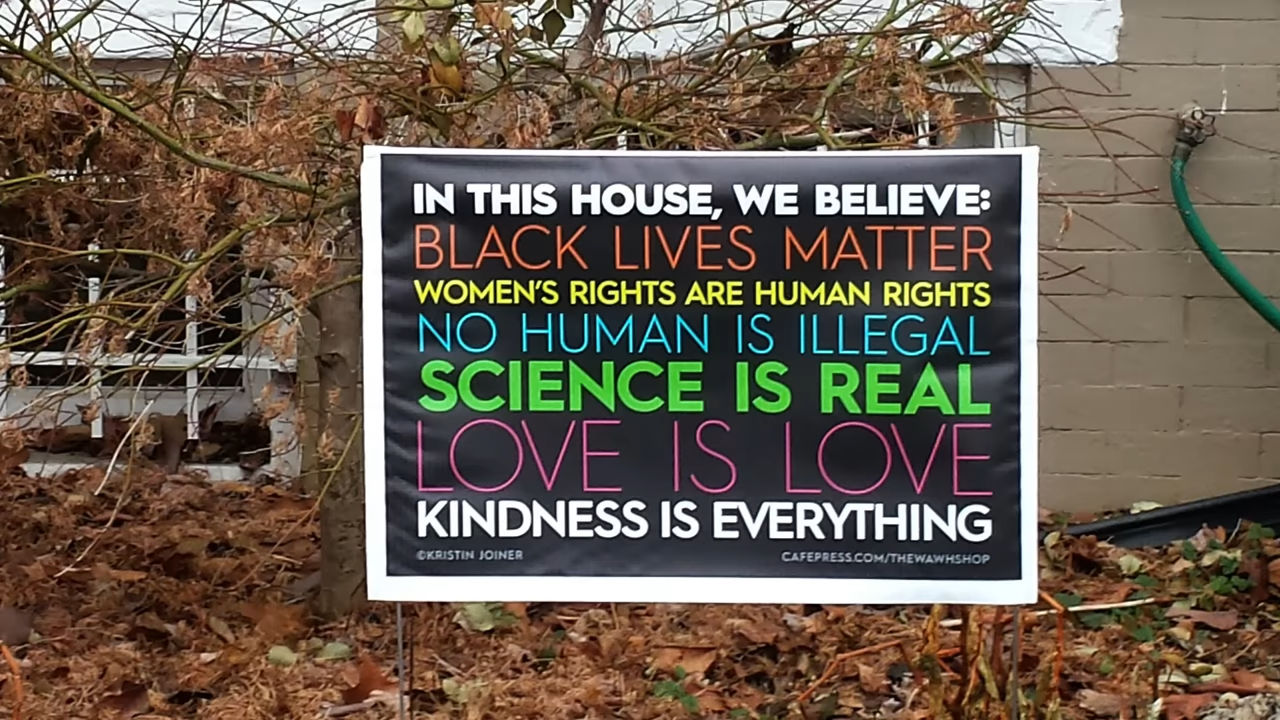 IN THIS HOUSE, WE BELIEVE:
BLACK LIVES MATTER
WOMEN'S RIGHTS ARE HUMAN RIGHTS
NO HUMAN IS ILLEGAL
SCIENCE IS REAL
LOVE IS LOVE
KINDNESS IS EVERYTHING
©KRISTIN JOINER CAFEPRESS.COM/THEWAWHSHOP